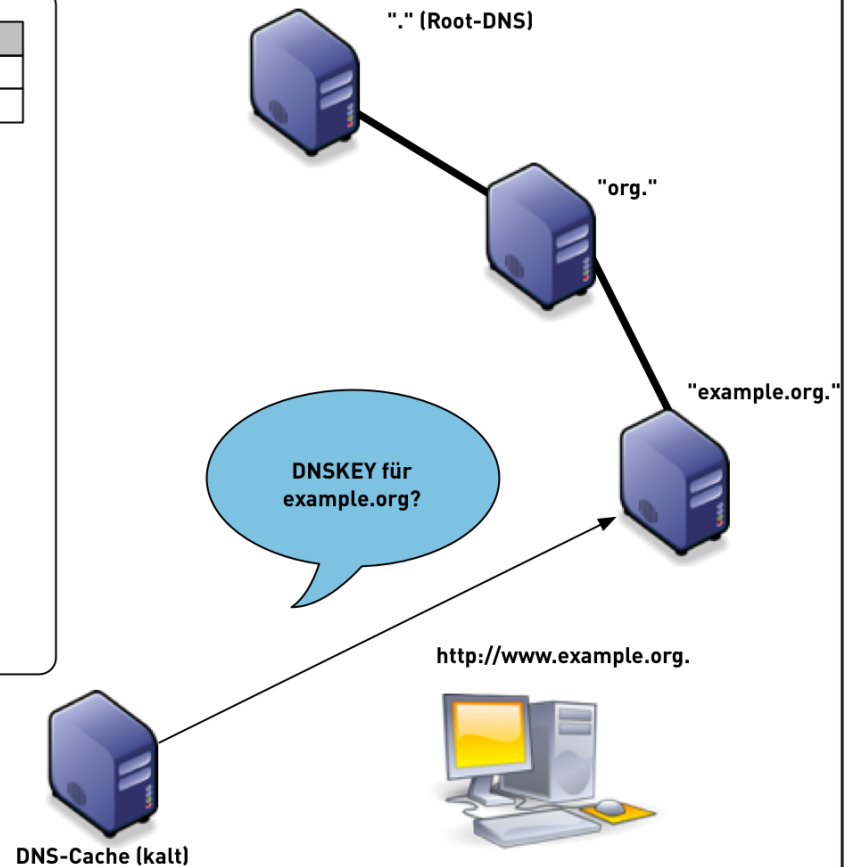 "." (Root-DNS)
"org."
"example.org."
DNSKEY für
example.org?
http://www.example.org.
DNS-Cache (kalt)